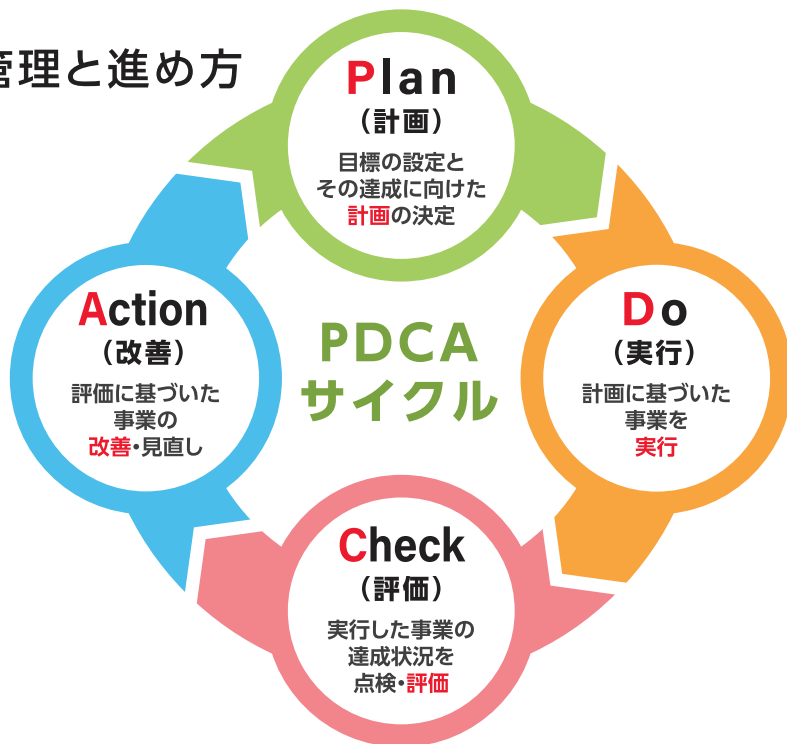 管理と進め方
Plan
（計画）
目標の設定と
その達成に向けた
計画の決定
Do
（実行）
計画に基づいた
事業を
実行
Check
（評価）
実行した事業の
達成状況を
点検・評価
Action
（改善）
評価に基づいた
事業の
改善・見直し
PDCA
サイクル